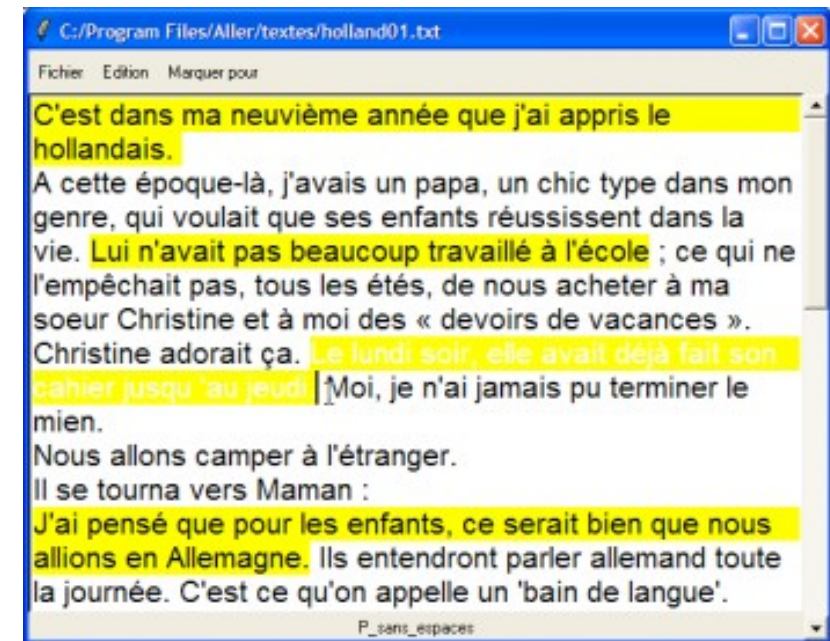 C:/Program Files/Aller/textes/holland01.txt
Fichier Edition Marquer pour
C'est dans ma neuvième année que j'ai appris le
hollandais.
A cette époque-là, j'avais un papa, un chic type dans mon
genre, qui voulait que ses enfants réussissent dans la
vie. Lui n'avait pas beaucoup travaillé à l'école ; ce qui ne
l'empêchait pas, tous les étés, de nous acheter à ma
soeur Christine et à moi des « devoirs de vacances ».
Christine adorait ça. Le lundi soir, elle avait déjà fait son
cahier jusqu 'au jeudi Moi, je n'ai jamais pu terminer le
mien.
Nous allons camper à l'étranger.
Il se tourna vers Maman :
J'ai pensé que pour les enfants, ce serait bien que nous
allions en Allemagne. Ils entendront parler allemand toute
la journée. C'est ce qu'on appelle un 'bain de langue'.
P_sans_espaces